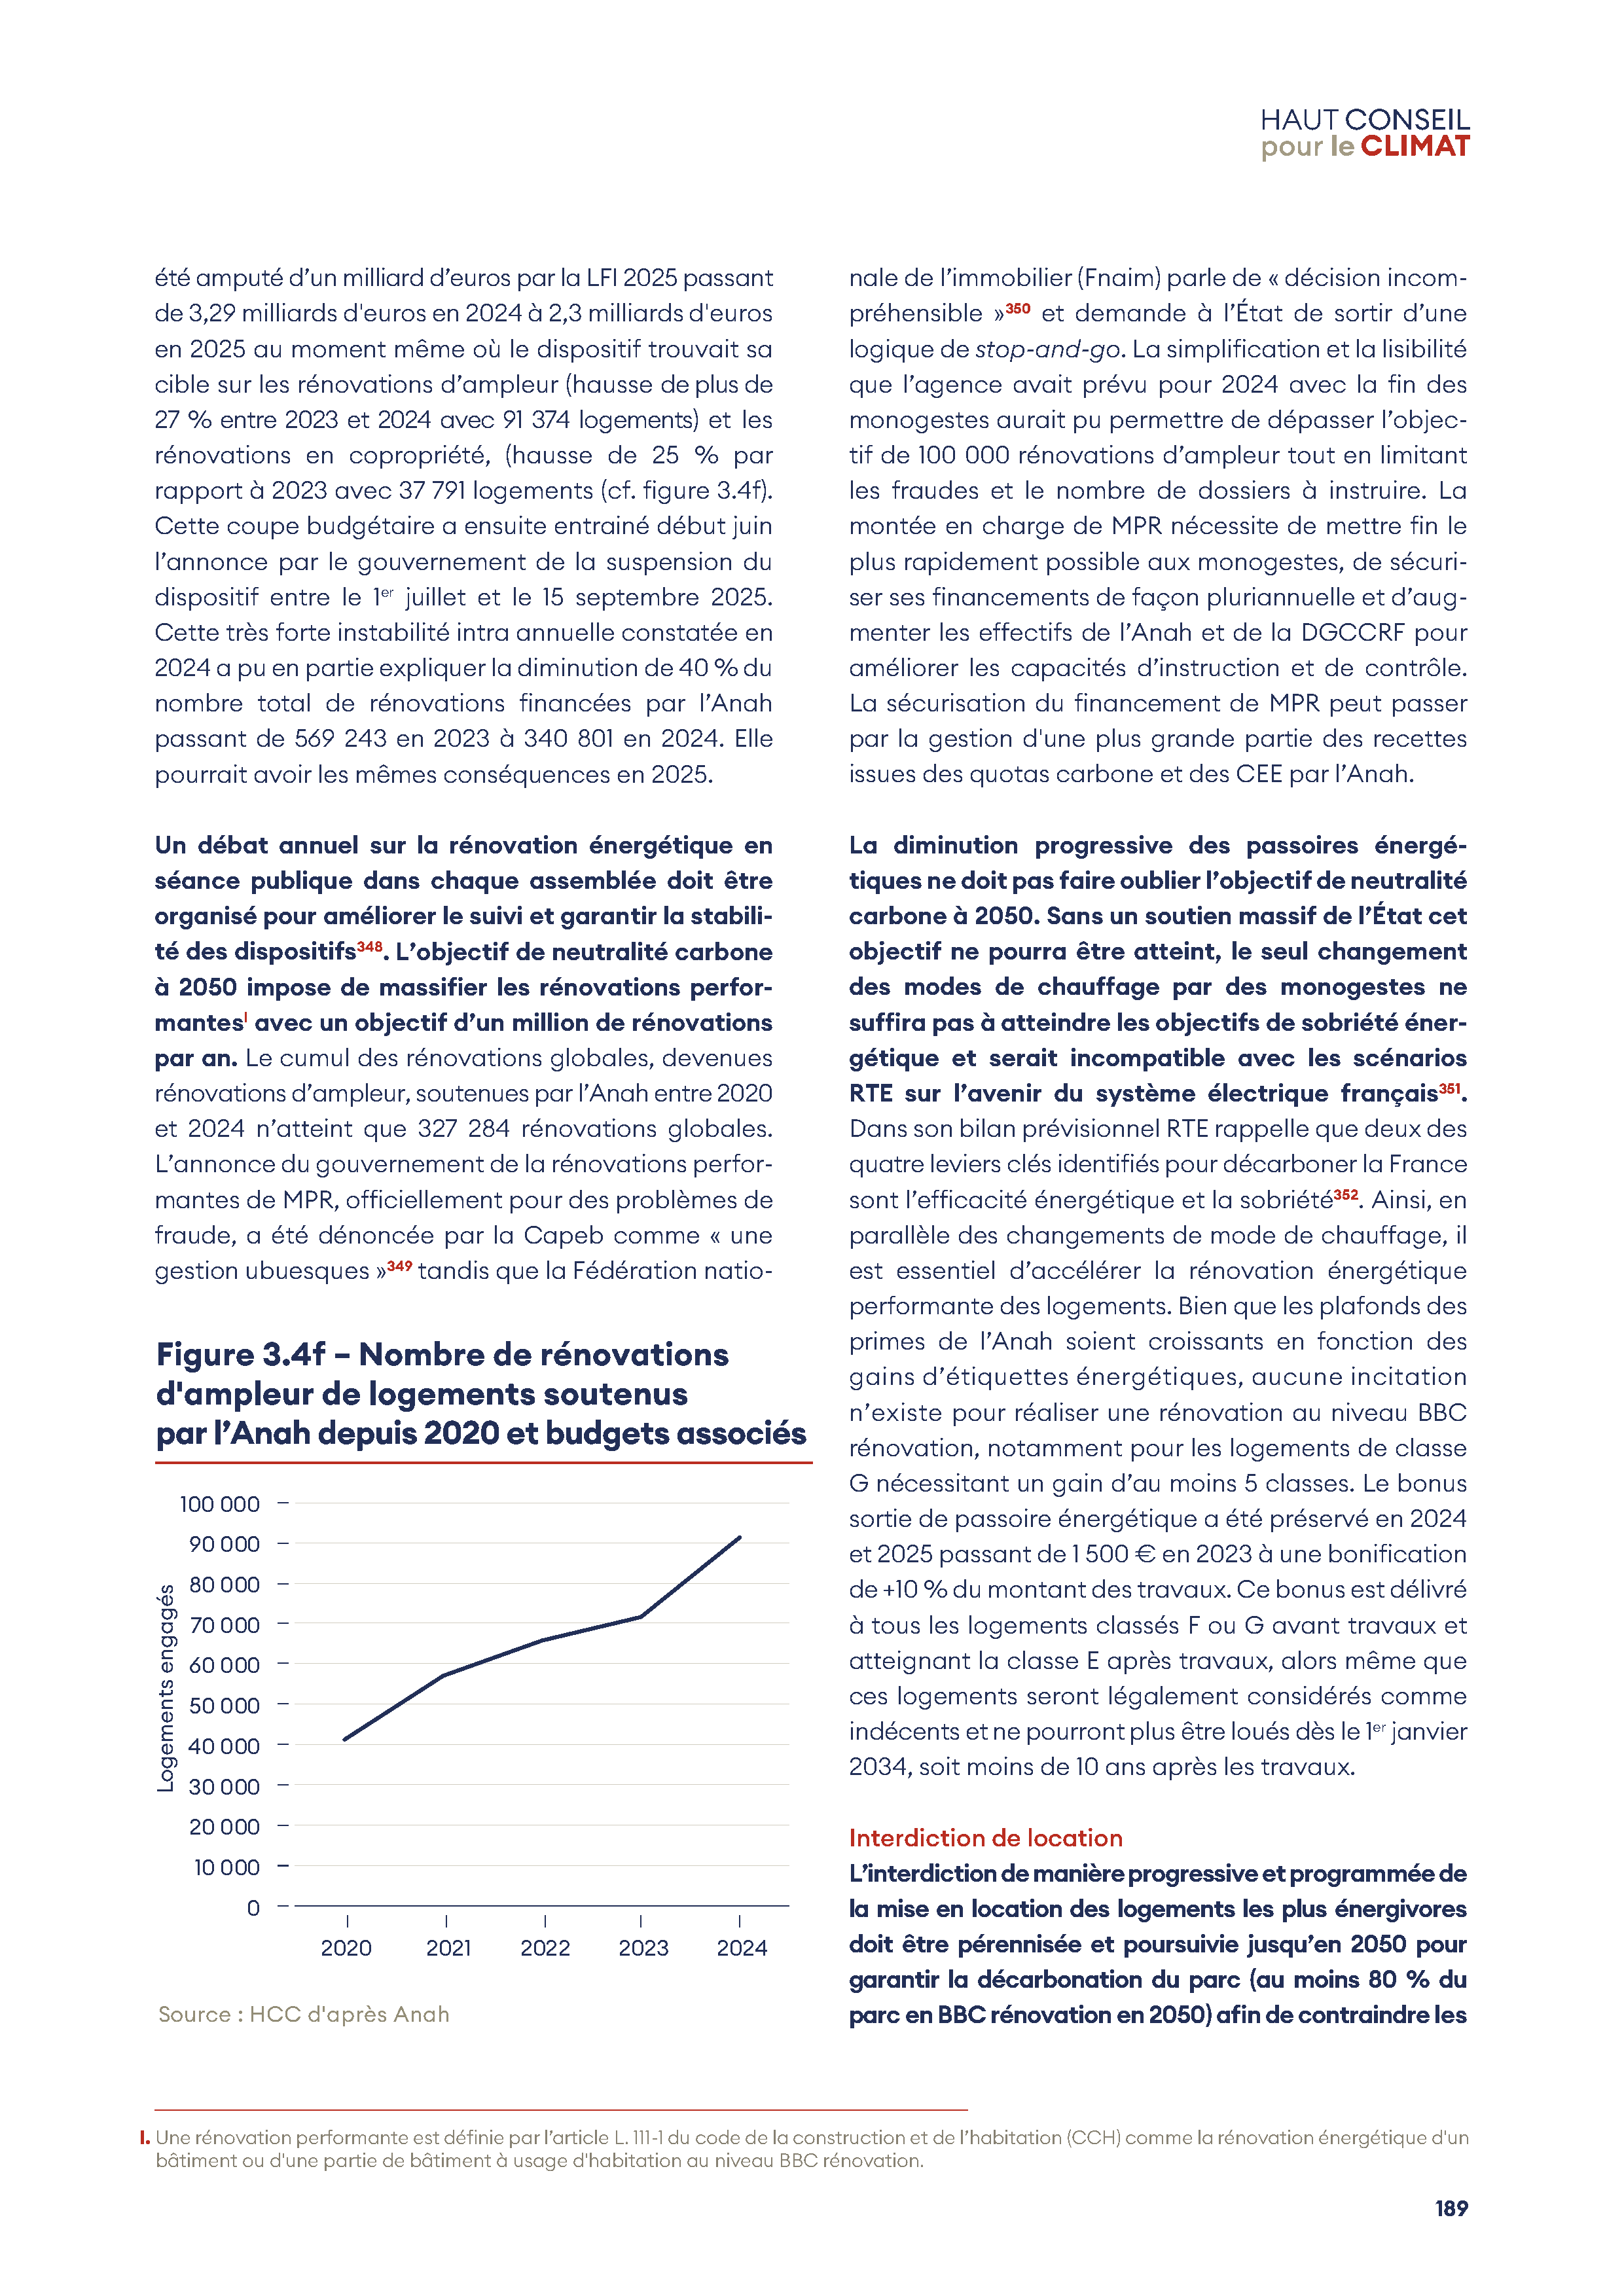 HAUT CONSEIL
pour le CLIMAT
été amputé d’un milliard d’euros par la LFI 2025 passant
de 3,29 milliards d'euros en 2024 à 2,3 milliards d'euros
en 2025 au moment même où le dispositif trouvait sa
cible sur les rénovations d’ampleur (hausse de plus de
27 % entre 2023 et 2024 avec 91 374 logements) et les
rénovations en copropriété, (hausse de 25 % par
rapport à 2023 avec 37 791 logements (cf. figure 3.4f).
Cette coupe budgétaire a ensuite entrainé début juin
l’annonce par le gouvernement de la suspension du
dispositif entre le 1er juillet et le 15 septembre 2025.
Cette très forte instabilité intra annuelle constatée en
2024 a pu en partie expliquer la diminution de 40 % du
nombre total de rénovations financées par l’Anah
passant de 569 243 en 2023 à 340 801 en 2024. Elle
pourrait avoir les mêmes conséquences en 2025.
Un débat annuel sur la rénovation énergétique en
séance publique dans chaque assemblée doit être
organisé pour améliorer le suivi et garantir la stabili-
té des dispositifs348. L’objectif de neutralité carbone
à 2050 impose de massifier les rénovations perfor-
mantesI avec un objectif d’un million de rénovations
par an. Le cumul des rénovations globales, devenues
rénovations d’ampleur, soutenues par l’Anah entre 2020
et 2024 n’atteint que 327 284 rénovations globales.
L’annonce du gouvernement de la rénovations perfor-
mantes de MPR, officiellement pour des problèmes de
fraude, a été dénoncée par la Capeb comme « une
gestion ubuesques »349 tandis que la Fédération natio-
Figure 3.4f – Nombre de rénovations
d'ampleur de logements soutenus
par l’Anah depuis 2020 et budgets associés
Logements engagés
100 000
90 000
80 000
70 000
60 000
50 000
40 000
30 000
20 000
10 000
0
2020 2021 2022 2023 2024
Source : HCC d'après Anah
nale de l’immobilier (Fnaim) parle de « décision incom-
préhensible »350 et demande à l’État de sortir d’une
logique de stop-and-go. La simplification et la lisibilité
que l’agence avait prévu pour 2024 avec la fin des
monogestes aurait pu permettre de dépasser l’objec-
tif de 100 000 rénovations d’ampleur tout en limitant
les fraudes et le nombre de dossiers à instruire. La
montée en charge de MPR nécessite de mettre fin le
plus rapidement possible aux monogestes, de sécuri-
ser ses financements de façon pluriannuelle et d’aug-
menter les effectifs de l’Anah et de la DGCCRF pour
améliorer les capacités d’instruction et de contrôle.
La sécurisation du financement de MPR peut passer
par la gestion d'une plus grande partie des recettes
issues des quotas carbone et des CEE par l’Anah.
La diminution progressive des passoires énergé-
tiques ne doit pas faire oublier l’objectif de neutralité
carbone à 2050. Sans un soutien massif de l’État cet
objectif ne pourra être atteint, le seul changement
des modes de chauffage par des monogestes ne
suffira pas à atteindre les objectifs de sobriété éner-
gétique et serait incompatible avec les scénarios
RTE sur l’avenir du système électrique français351.
Dans son bilan prévisionnel RTE rappelle que deux des
quatre leviers clés identifiés pour décarboner la France
sont l’efficacité énergétique et la sobriété352. Ainsi, en
parallèle des changements de mode de chauffage, il
est essentiel d’accélérer la rénovation énergétique
performante des logements. Bien que les plafonds des
primes de l’Anah soient croissants en fonction des
gains d’étiquettes énergétiques, aucune incitation
n’existe pour réaliser une rénovation au niveau BBC
rénovation, notamment pour les logements de classe
G nécessitant un gain d’au moins 5 classes. Le bonus
sortie de passoire énergétique a été préservé en 2024
et 2025 passant de 1 500 € en 2023 à une bonification
de +10 % du montant des travaux. Ce bonus est délivré
à tous les logements classés F ou G avant travaux et
atteignant la classe E après travaux, alors même que
ces logements seront légalement considérés comme
indécents et ne pourront plus être loués dès le 1er janvier
2034, soit moins de 10 ans après les travaux.
Interdiction de location
L’interdiction de manière progressive et programmée de
la mise en location des logements les plus énergivores
doit être pérennisée et poursuivie jusqu’en 2050 pour
garantir la décarbonation du parc (au moins 80 % du
parc en BBC rénovation en 2050) afin de contraindre les
I. Une rénovation performante est définie par l’article L. 111-1 du code de la construction et de l’habitation (CCH) comme la rénovation énergétique d'un
bâtiment ou d'une partie de bâtiment à usage d'habitation au niveau BBC rénovation.
189